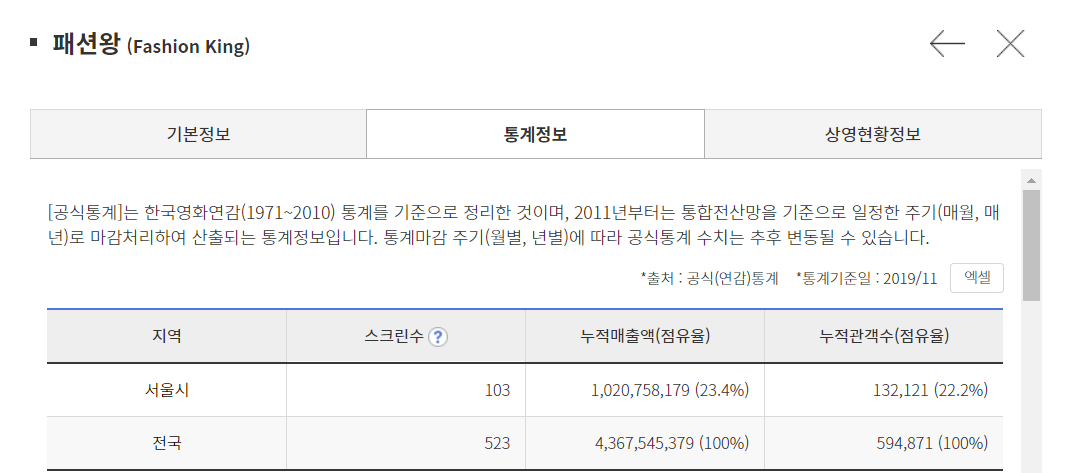 패션왕 (Fashion King)
기본정보 통계정보 상영현황정보
[공식통계]는 한국영화연감(1971~2010) 통계를 기준으로 정리한 것이며, 2011년부터는 통합전산망을 기준으로 일정한 주기(매월, 매
년)로 마감처리하여 산출되는 통계정보입니다. 통계마감 주기(월별, 년별)에 따라 공식통계 수치는 추후 변동될 수 있습니다.
*출처 : 공식(연감)통계 *통계기준일 : 2019/11 엑셀
지역 스크린수 ? 누적매출액(점유율) 누적관객수(점유율)
서울시 103 1,020,758,179 (23.4%) 132,121 (22.2%)
전국 523 4,367,545,379 (100%) 594,871 (100%)